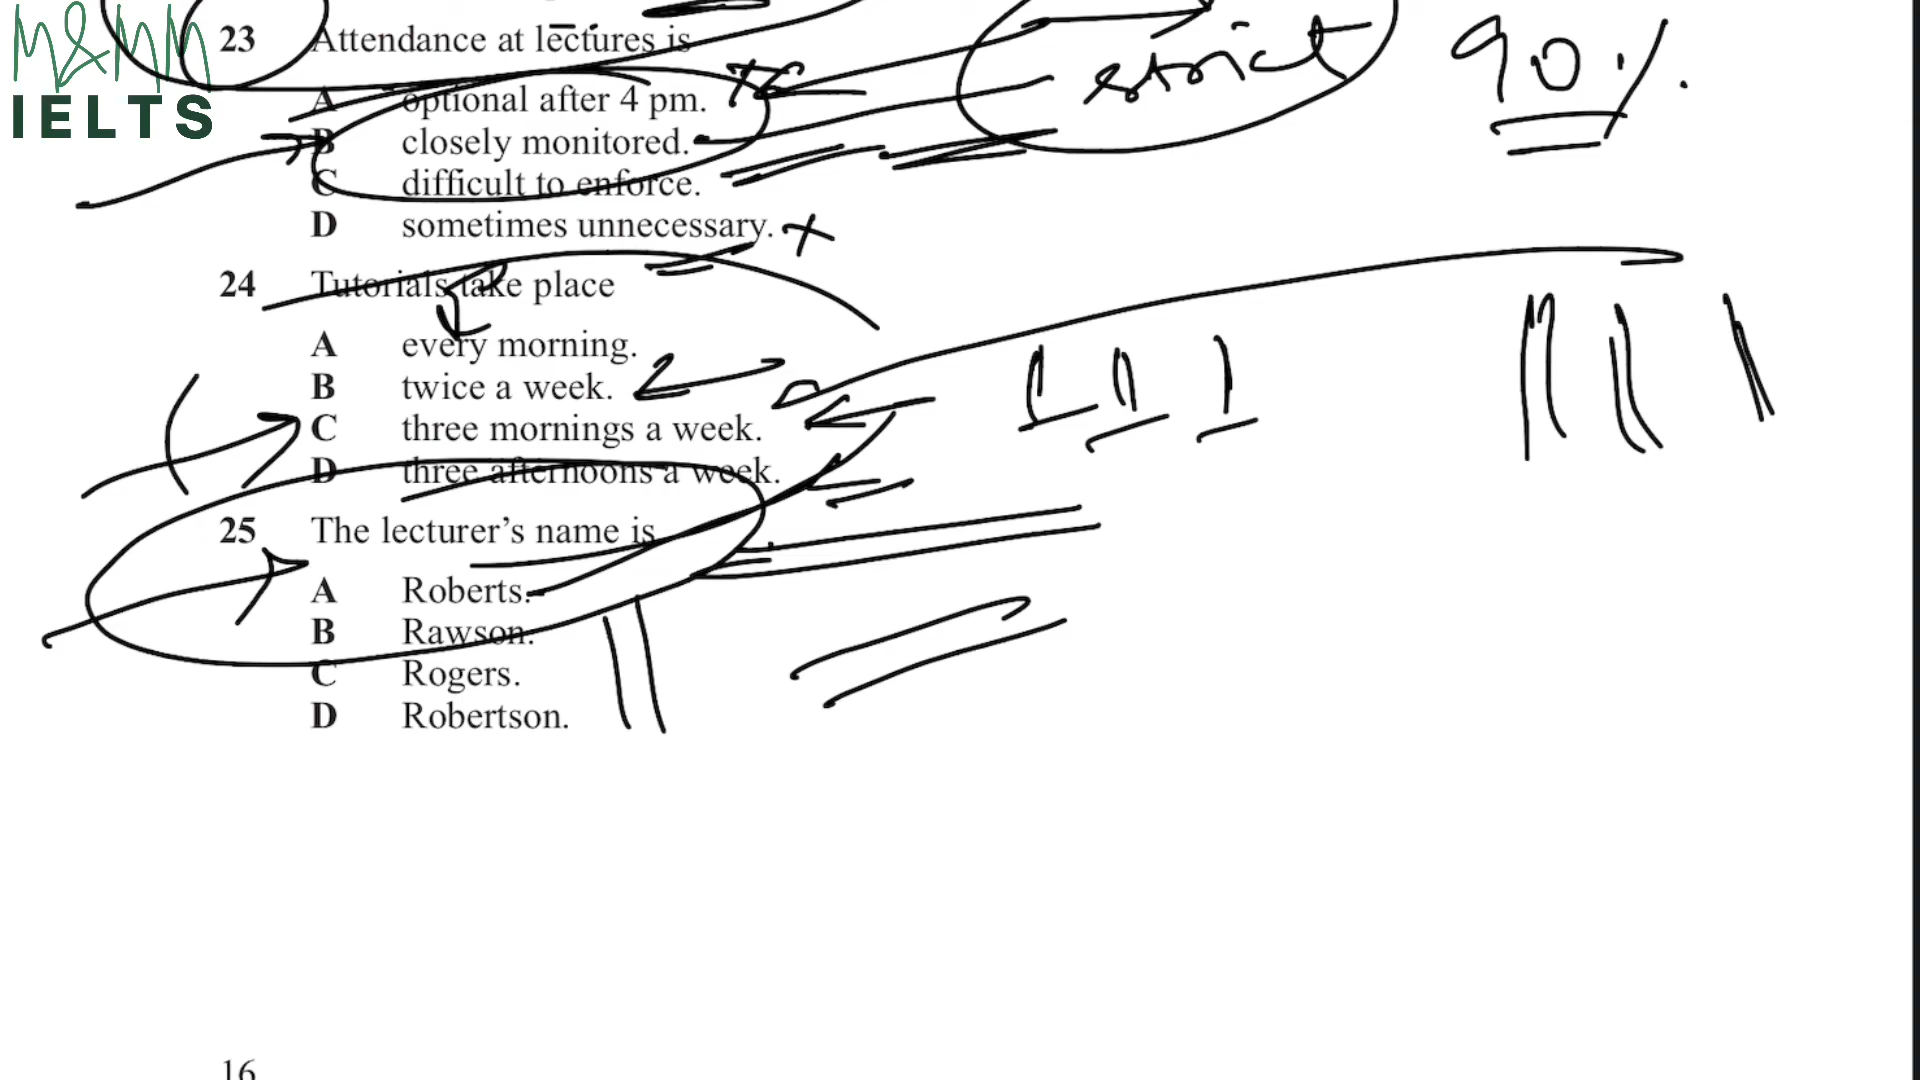 M&MM
IELTS
23 Attendance at lectures is
A optional after 4 pm.
B closely monitored.
C difficult to enforce.
D sometimes unnecessary.
strict
90%.
24 Tutorials take place
A every morning.
B twice a week.
C three mornings a week.
D three afternoons a week.
25 The lecturer's name is
A Roberts.
B Rawson.
C Rogers.
D Robertson.
16